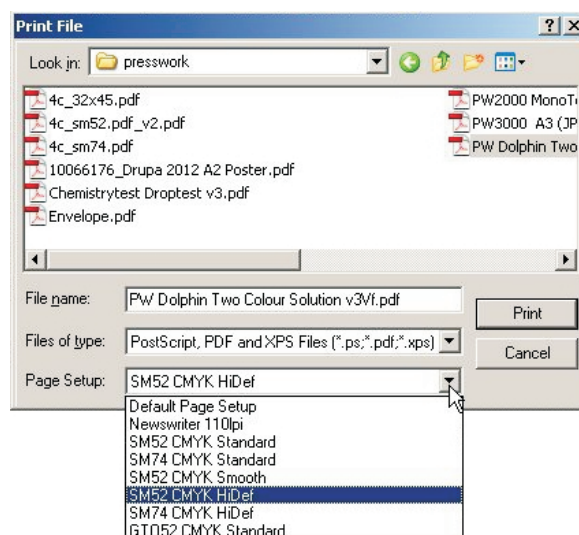 Print File
Look in: presswork
4c_32x45.pdf
4c_sm52.pdf_v2.pdf
4c_sm74.pdf
10066176_Drupa 2012 A2 Poster.pdf
Chemistrytest Droptest v3.pdf
Envelope.pdf
PW2000 MonoT
PW3000 A3 (JP
PW Dolphin Two
File name: PW Dolphin Two Colour Solution v3Vf.pdf
Print
Files of type: PostScript, PDF and XPS Files (*.ps;*.pdf;*.xps)
Cancel
Page Setup: SM52 CMYK HiDef
Default Page Setup
Newswriter 110lpi
SM52 CMYK Standard
SM74 CMYK Standard
SM52 CMYK Smooth
SM52 CMYK HiDef
SM74 CMYK HiDef
GTO52 CMYK Standard